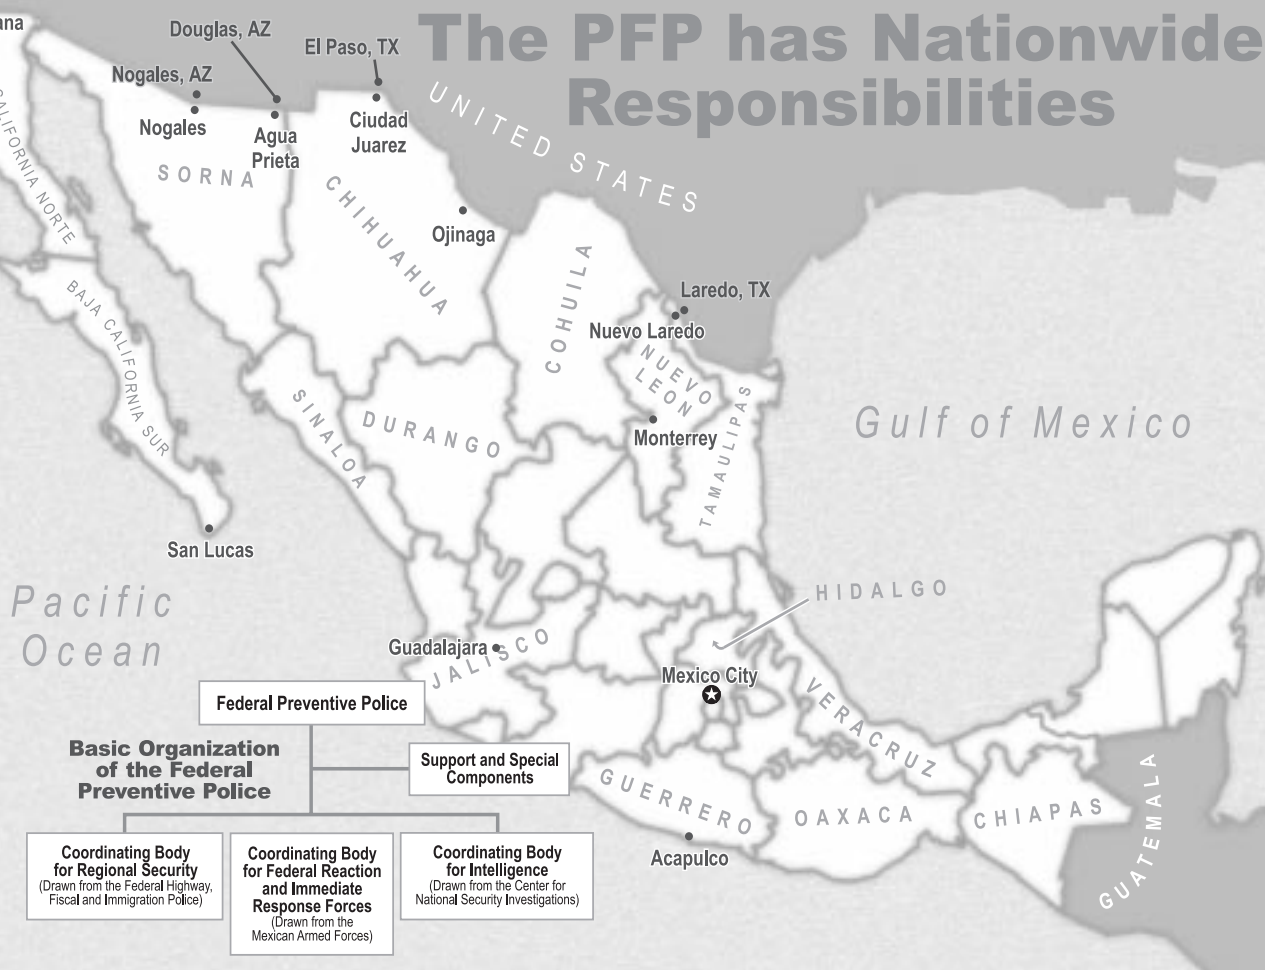 The PFP has Nationwide
Responsibilities
ana
Douglas, AZ
El Paso, TX
Nogales, AZ
Nogales
Agua
Prieta
Ciudad
Juarez
UNITED STATES
CALIFORNIA NORTE
SORNA
CHIHUAHUA
Ojinaga
BAJA CALIFORNIA SUR
COHUILA
Laredo, TX
Nuevo Laredo
NUEVO
LEON
Monterrey
TAMAULIPAS
SINALOA
DURANGO
Gulf of Mexico
San Lucas
Pacific
Ocean
HIDALGO
Guadalajara
JALISCO
Mexico City
VERACRUZ
GUERRERO
OAXACA
CHIAPAS
GUATEMALA
Acapulco
Federal Preventive Police
Basic Organization
of the Federal
Preventive Police
Support and Special
Components
Coordinating Body
for Regional Security
(Drawn from the Federal Highway,
Fiscal and Immigration Police)
Coordinating Body
for Federal Reaction
and Immediate
Response Forces
(Drawn from the
Mexican Armed Forces)
Coordinating Body
for Intelligence
(Drawn from the Center for
National Security Investigations)